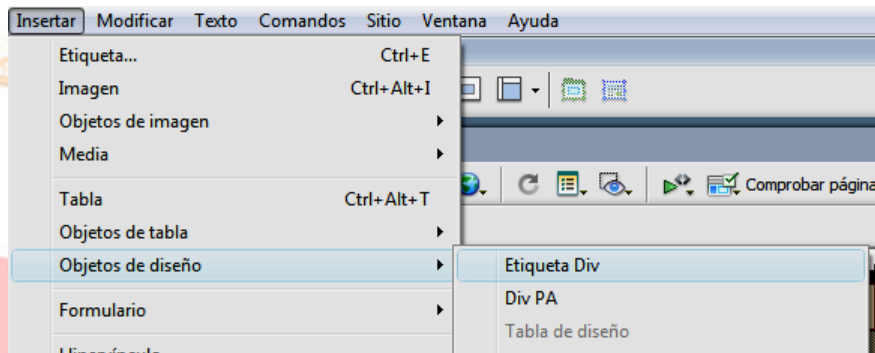 Insertar Modificar Texto Comandos Sitio Ventana Ayuda
Etiqueta... Ctrl+E
Imagen Ctrl+Alt+I
Objetos de imagen
Media
Comprobar página
Tabla Ctrl+Alt+T
Objetos de tabla
Objetos de diseño
Etiqueta Div
Div PA
Formulario
Tabla de diseño